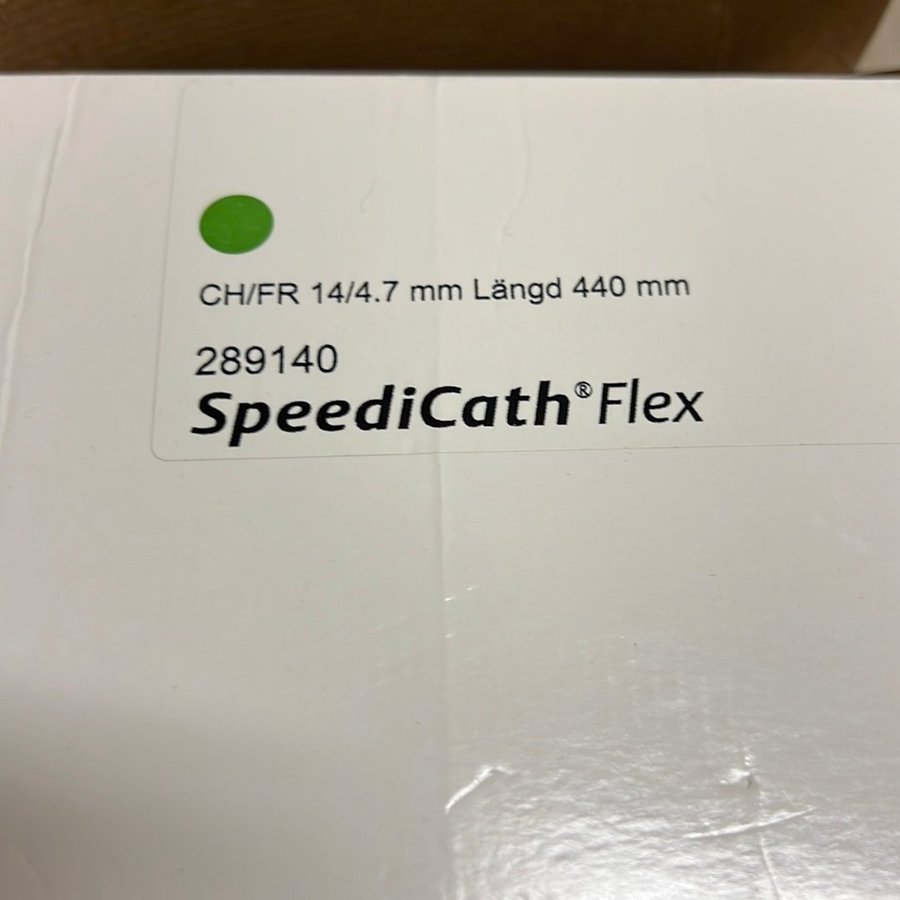 CH/FR 14/4.7 mm Längd 440 mm
289140
SpeediCath® Flex